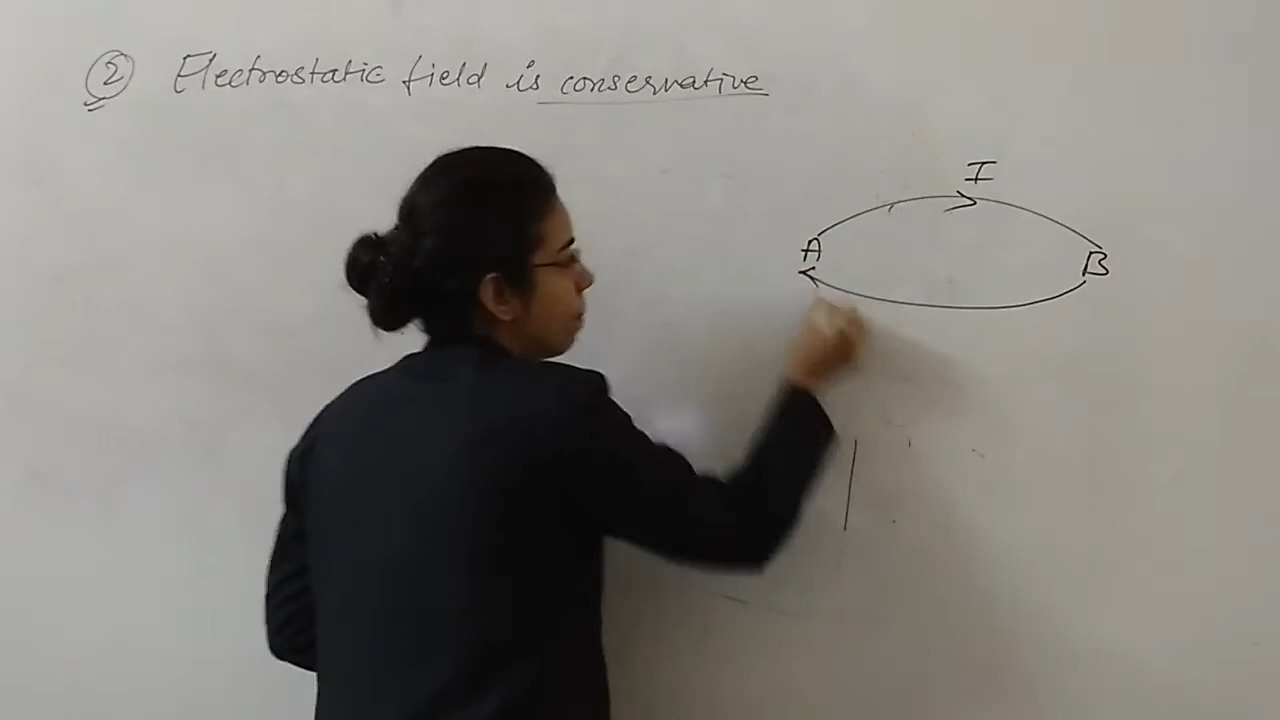 ② Electrostatic field is conservative
I
A
B